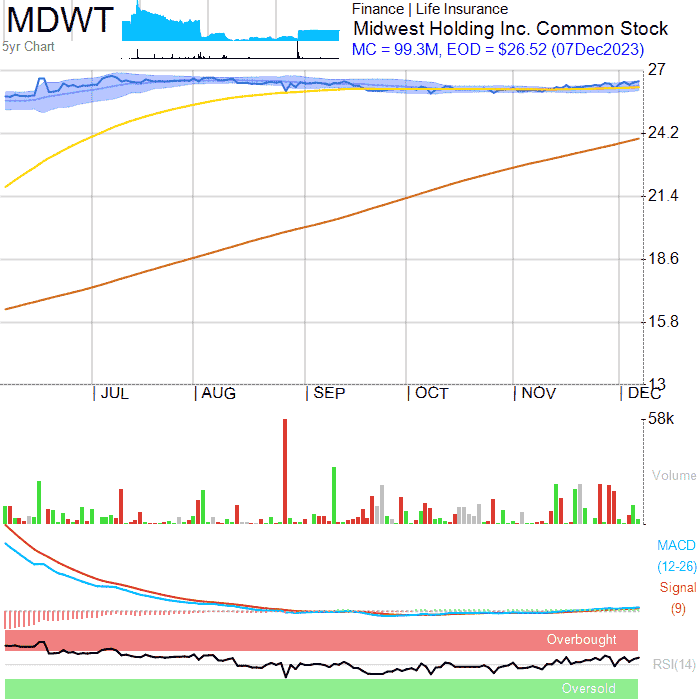 MDWT
5yr Chart
Finance | Life Insurance
Midwest Holding Inc. Common Stock
MC = 99.3M, EOD = $26.52 (07Dec2023)
27
24.2
21.4
18.6
15.8
13
JUL AUG SEP OCT NOV DEC
58k
Volume
MACD
(12-26)
Signal
(9)
Overbought
RSI(14)
Oversold